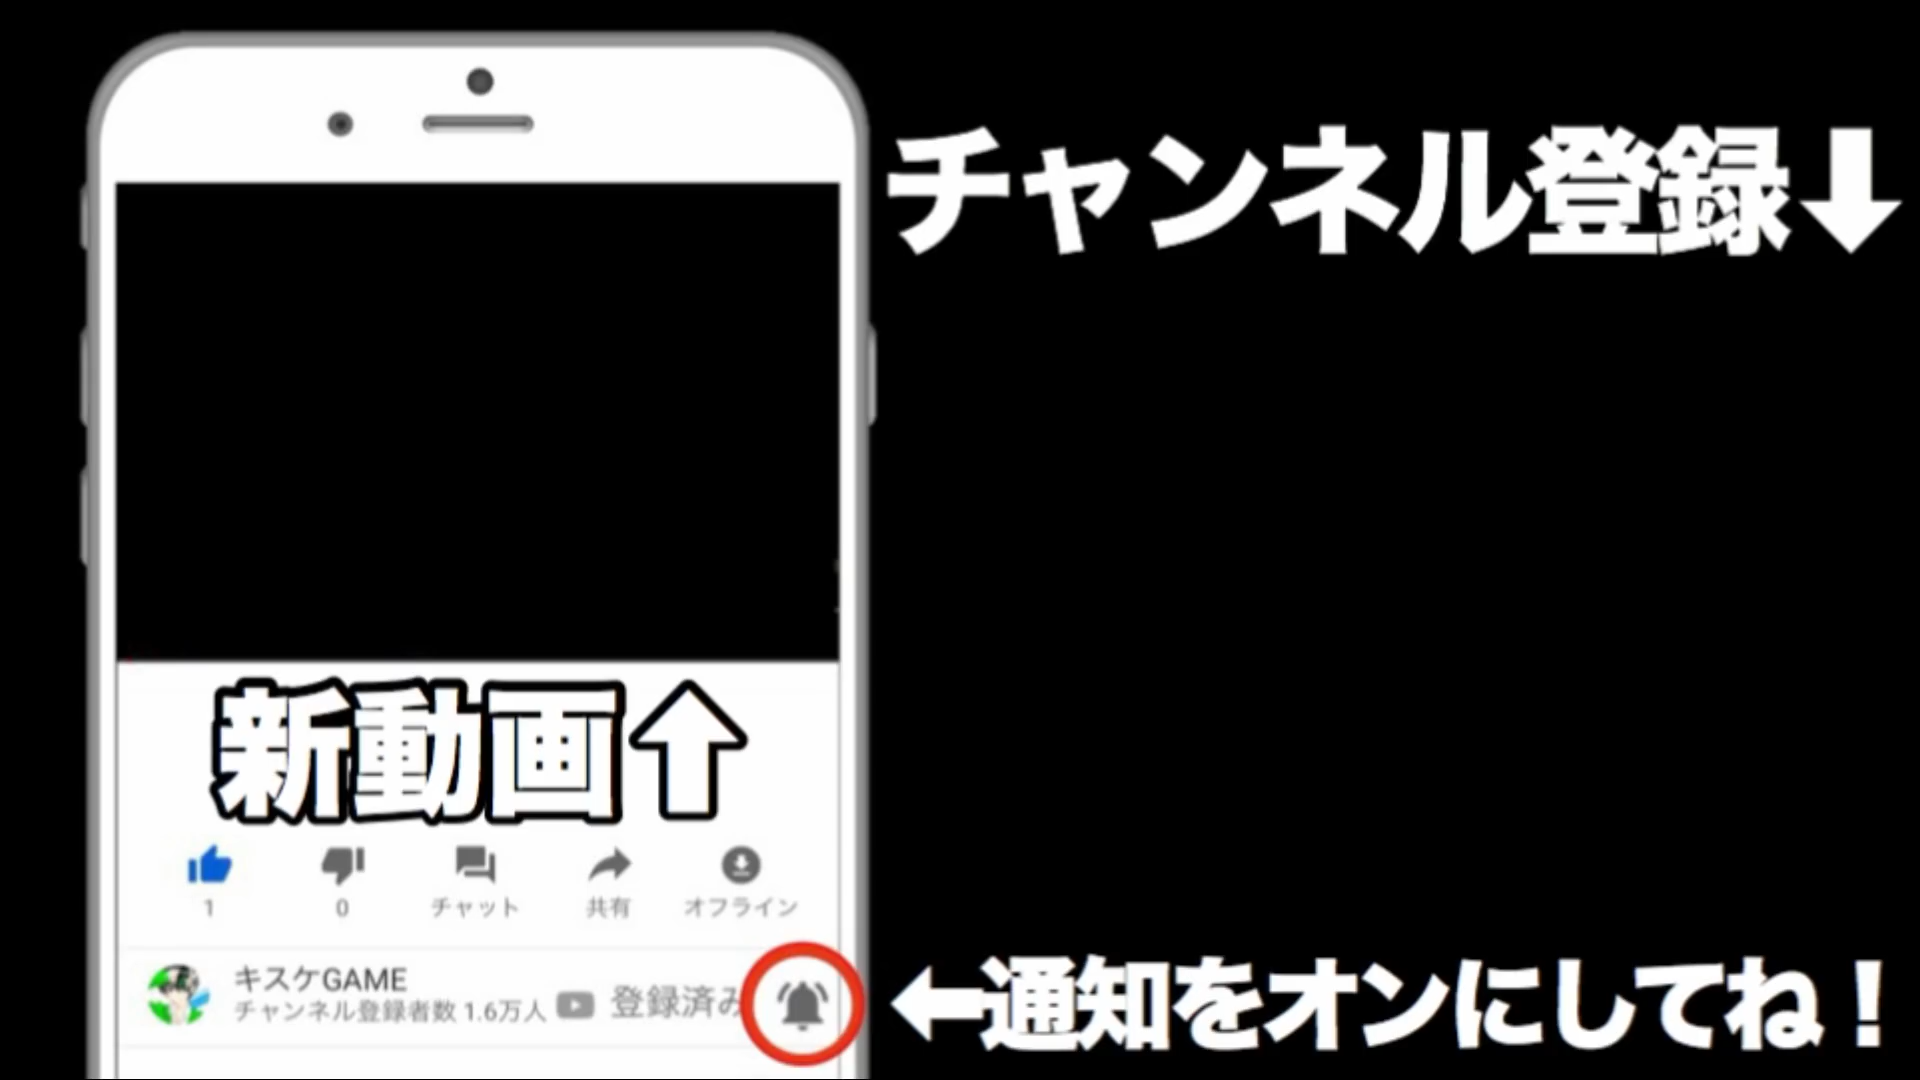 チャンネル登録⬇
新動画↑
1
0
チャット
共有
オフライン
キスケGAME
チャンネル登録者数 1.6万人
登録済み
⬅通知をオンにしてね！